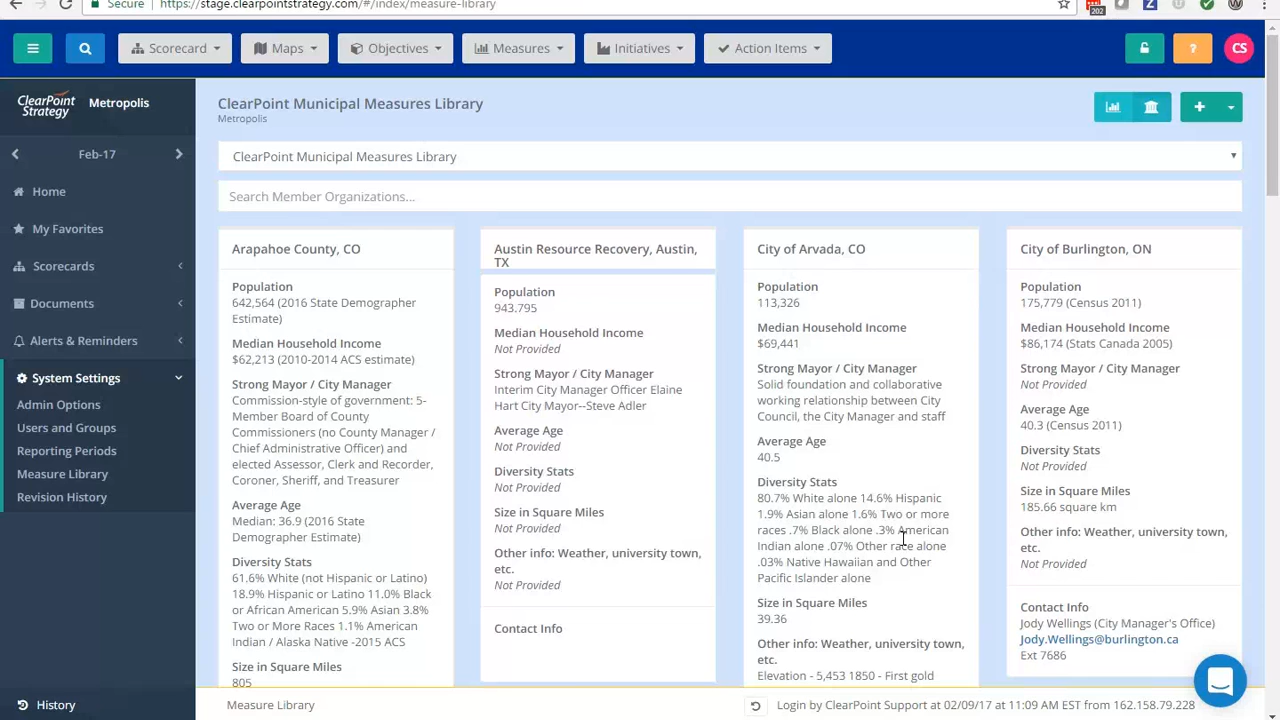 Secure
https://stage.clearpointstrategy.com/#/index/measure-library
202
Scorecard
Maps
Objectives
Measures
Initiatives
Action Items
?
CS
ClearPoint
Strategy
Metropolis
Feb-17
Home
My Favorites
Scorecards
Documents
Alerts & Reminders
System Settings
Admin Options
Users and Groups
Reporting Periods
Measure Library
Revision History
History
ClearPoint Municipal Measures Library
Metropolis
ClearPoint Municipal Measures Library
Search Member Organizations...
Arapahoe County, CO
Population
642,564 (2016 State Demographer
Estimate)
Median Household Income
$62,213 (2010-2014 ACS estimate)
Strong Mayor / City Manager
Commission-style of government: 5-
Member Board of County
Commissioners (no County Manager /
Chief Administrative Officer) and
elected Assessor, Clerk and Recorder,
Coroner, Sheriff, and Treasurer
Average Age
Median: 36.9 (2016 State
Demographer Estimate)
Diversity Stats
61.6% White (not Hispanic or Latino)
18.9% Hispanic or Latino 11.0% Black
or African American 5.9% Asian 3.8%
Two or More Races 1.1% American
Indian / Alaska Native -2015 ACS
Size in Square Miles
805
Austin Resource Recovery, Austin,
TX
Population
943.795
Median Household Income
Not Provided
Strong Mayor / City Manager
Interim City Manager Officer Elaine
Hart City Mayor--Steve Adler
Average Age
Not Provided
Diversity Stats
Not Provided
Size in Square Miles
Not Provided
Other info: Weather, university town,
etc.
Not Provided
Contact Info
City of Arvada, CO
Population
113,326
Median Household Income
$69,441
Strong Mayor / City Manager
Solid foundation and collaborative
working relationship between City
Council, the City Manager and staff
Average Age
40.5
Diversity Stats
80.7% White alone 14.6% Hispanic
1.9% Asian alone 1.6% Two or more
races .7% Black alone .3% American
Indian alone .07% Other race alone
.03% Native Hawaiian and Other
Pacific Islander alone
Size in Square Miles
39.36
Other info: Weather, university town,
etc.
Elevation - 5,453 1850 - First gold
City of Burlington, ON
Population
175,779 (Census 2011)
Median Household Income
$86,174 (Stats Canada 2005)
Strong Mayor / City Manager
Not Provided
Average Age
40.3 (Census 2011)
Diversity Stats
Not Provided
Size in Square Miles
185.66 square km
Other info: Weather, university town,
etc.
Not Provided
Contact Info
Jody Wellings (City Manager's Office)
Jody.Wellings@burlington.ca
Ext 7686
Measure Library
Login by ClearPoint Support at 02/09/17 at 11:09 AM EST from 162.158.79.228